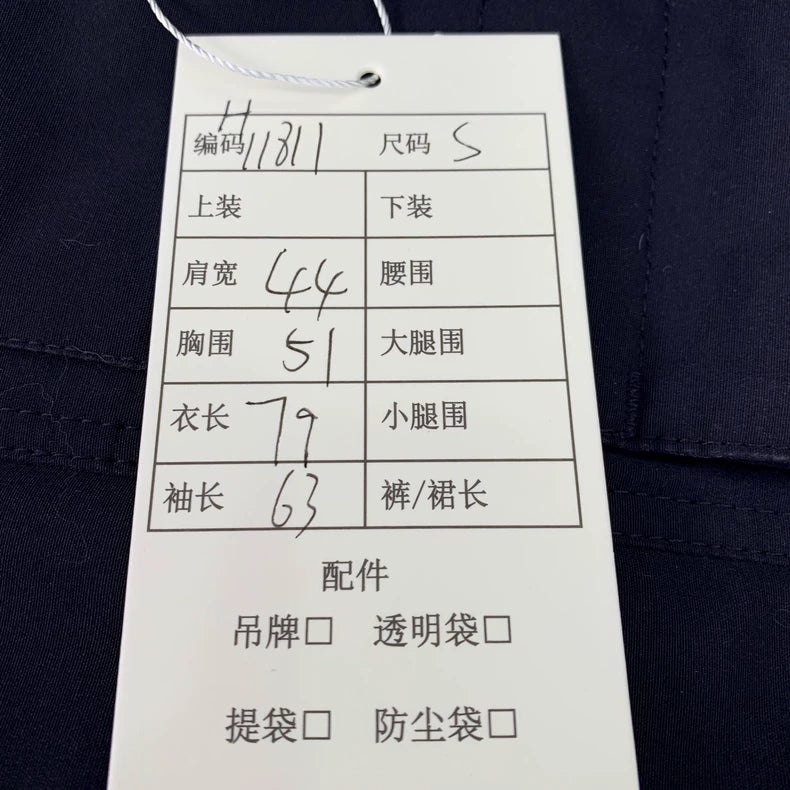 编码 H11811 尺码 S
上装 下装
肩宽 44 腰围
胸围 51 大腿围
衣长 79 小腿围
袖长 63 裤/裙长
配件
吊牌□ 透明袋□
提袋□ 防尘袋□